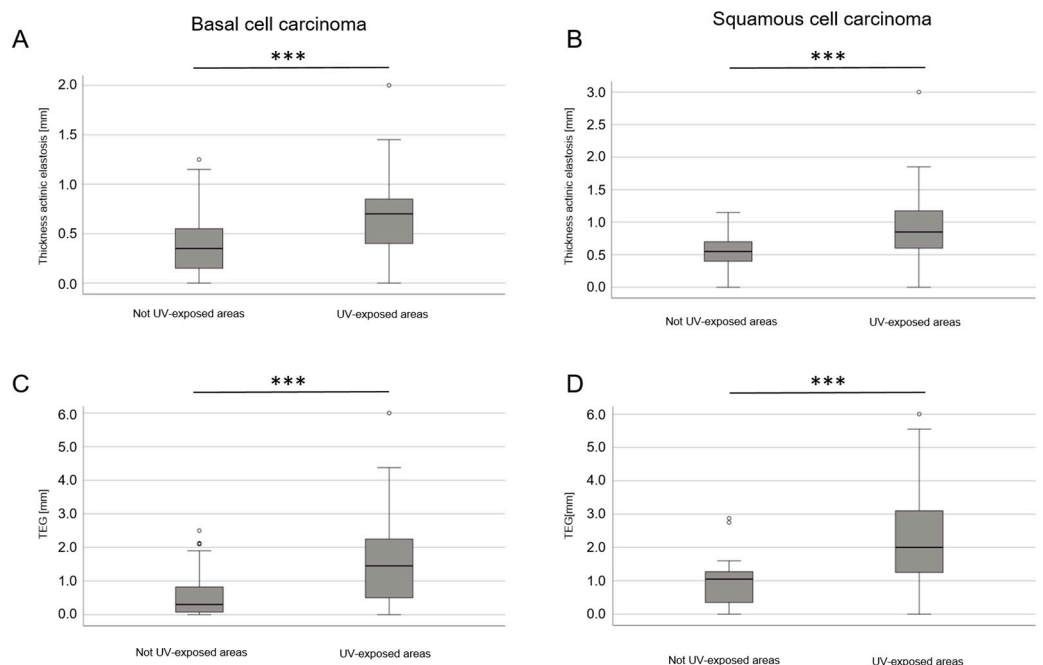 Basal cell carcinoma
Squamous cell carcinoma
A
***
Thickness actinic elastosis [mm]
2.0
1.5
1.0
0.5
0.0
Not UV-exposed areas
UV-exposed areas
B
***
Thickness actinic elastosis [mm]
3.0
2.5
2.0
1.5
1.0
0.5
0.0
Not UV-exposed areas
UV-exposed areas
C
***
TEG [mm]
6.0
5.0
4.0
3.0
2.0
1.0
0.0
Not UV-exposed areas
UV-exposed areas
D
***
TEG[mm]
6.0
5.0
4.0
3.0
2.0
1.0
0.0
Not UV-exposed areas
UV-exposed areas